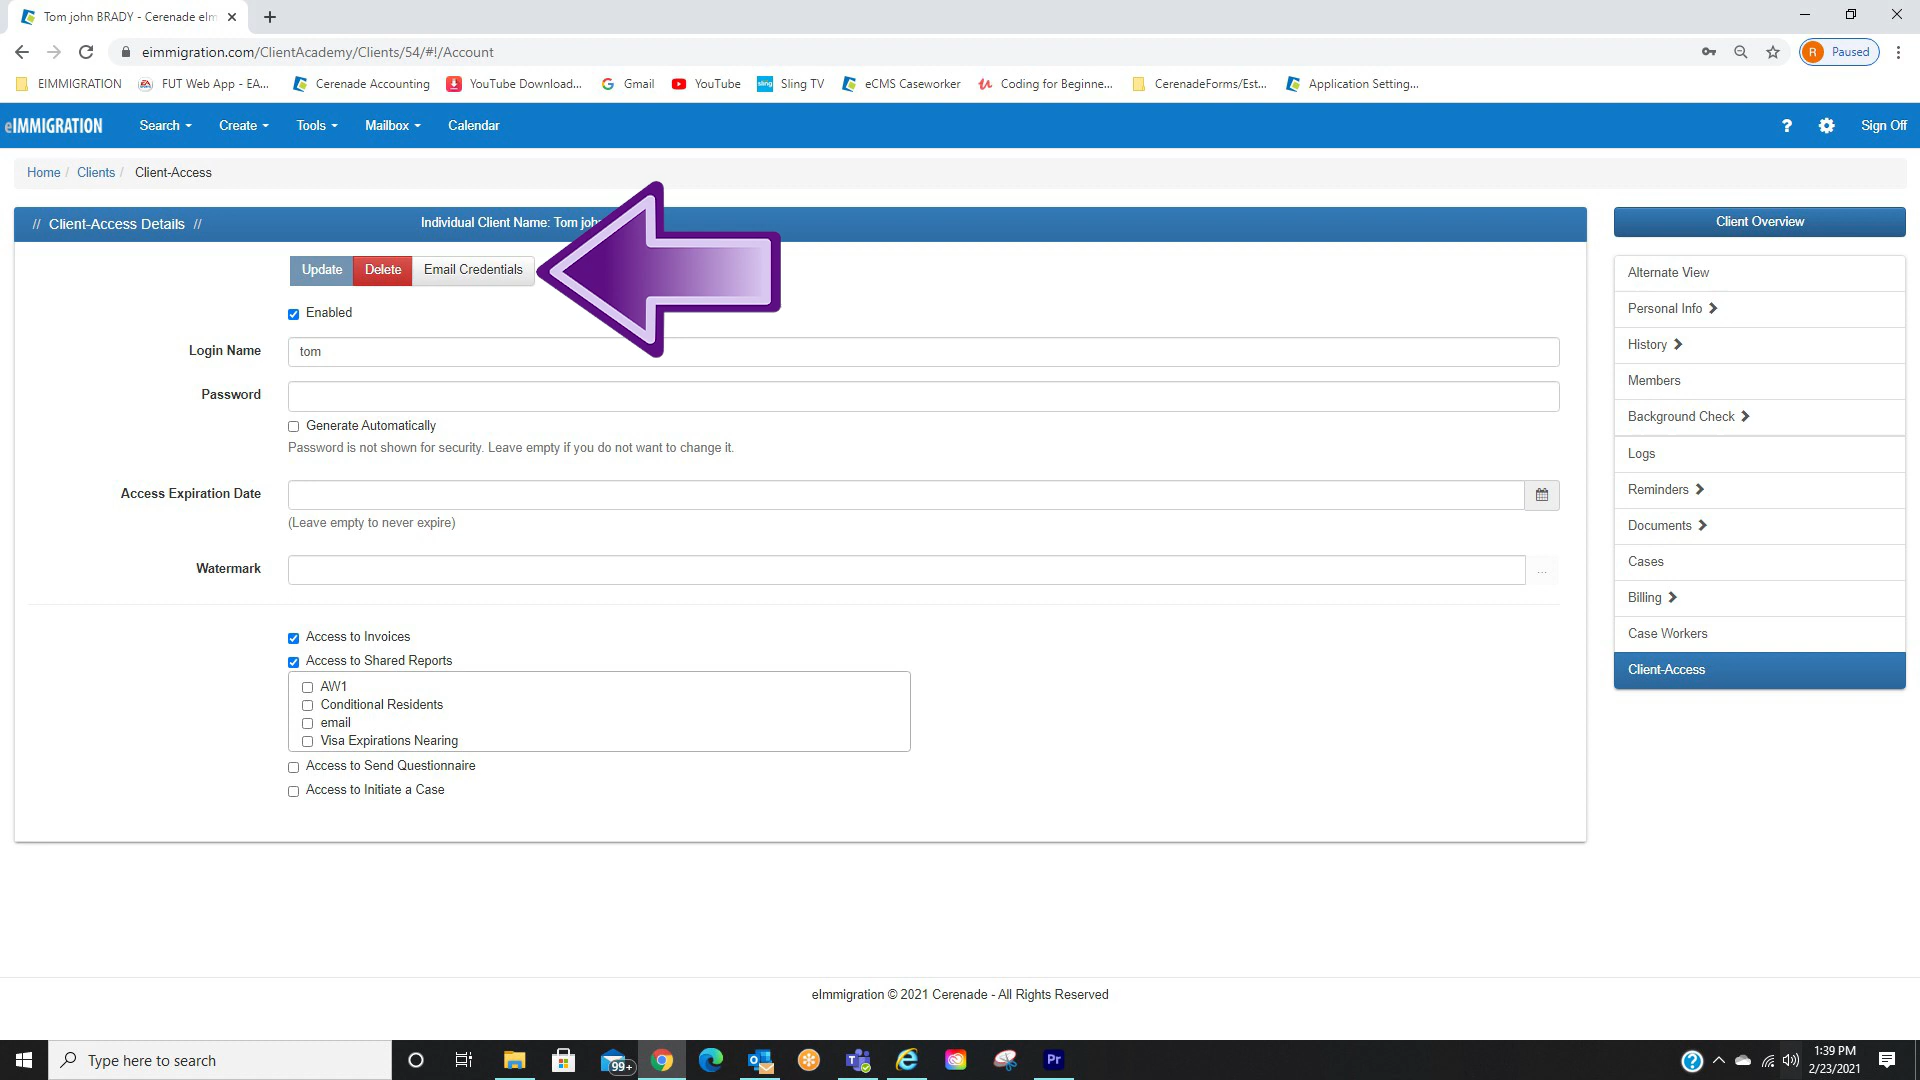 Tom john BRADY - Cerenade eIm
eimmigration.com/ClientAcademy/Clients/54/#!/Account
R Paused
EIMMIGRATION FUT Web App - EA... Cerenade Accounting YouTube Download... Gmail YouTube sling Sling TV eCMS Caseworker Coding for Beginne... CerenadeForms/Est... Application Setting...
eIMMIGRATION Search Create Tools Mailbox Calendar ? Sign Off
Home / Clients / Client-Access
// Client-Access Details // Individual Client Name: Tom john
Update Delete Email Credentials
Enabled
Login Name tom
Password
Generate Automatically
Password is not shown for security. Leave empty if you do not want to change it.
Access Expiration Date
(Leave empty to never expire)
Watermark ...
Access to Invoices
Access to Shared Reports
AW1
Conditional Residents
email
Visa Expirations Nearing
Access to Send Questionnaire
Access to Initiate a Case
Client Overview
Alternate View
Personal Info
History
Members
Background Check
Logs
Reminders
Documents
Cases
Billing
Case Workers
Client-Access
eImmigration © 2021 Cerenade - All Rights Reserved
Type here to search
99+
Pr
?
1:39 PM
2/23/2021